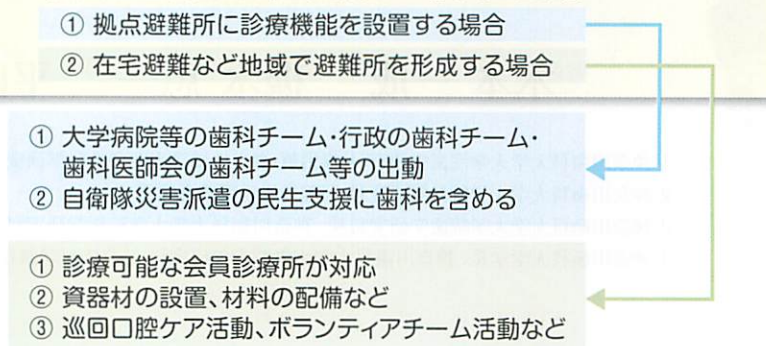 ① 拠点避難所に診療機能を設置する場合
② 在宅避難など地域で避難所を形成する場合
① 大学病院等の歯科チーム・行政の歯科チーム・
歯科医師会の歯科チーム等の出動
② 自衛隊災害派遣の民生支援に歯科を含める
① 診療可能な会員診療所が対応
② 資器材の設置、材料の配備など
③ 巡回口腔ケア活動、ボランティアチーム活動など